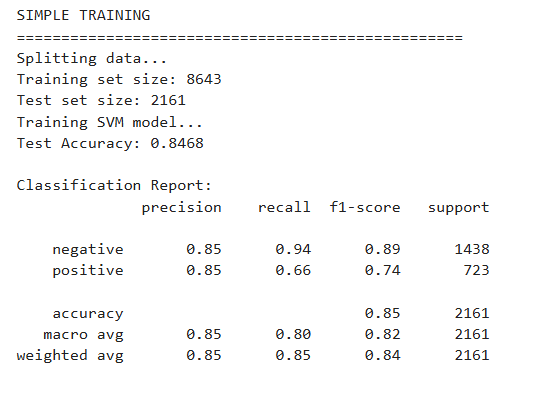 SIMPLE TRAINING
==================================================
Splitting data...
Training set size: 8643
Test set size: 2161
Training SVM model...
Test Accuracy: 0.8468

Classification Report:
              precision    recall  f1-score   support

    negative       0.85      0.94      0.89      1438
    positive       0.85      0.66      0.74       723

    accuracy                           0.85      2161
   macro avg       0.85      0.80      0.82      2161
weighted avg       0.85      0.85      0.84      2161